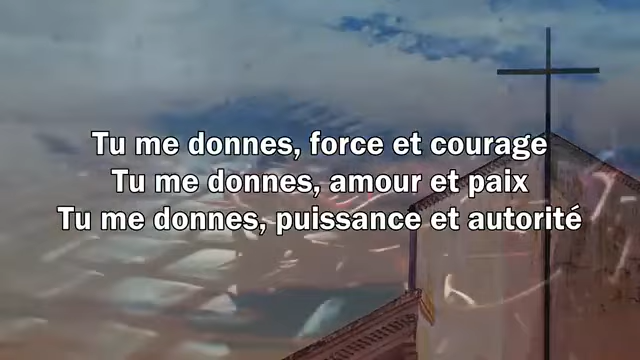 Tu me donnes, force et courage
Tu me donnes, amour et paix
Tu me donnes, puissance et autorité